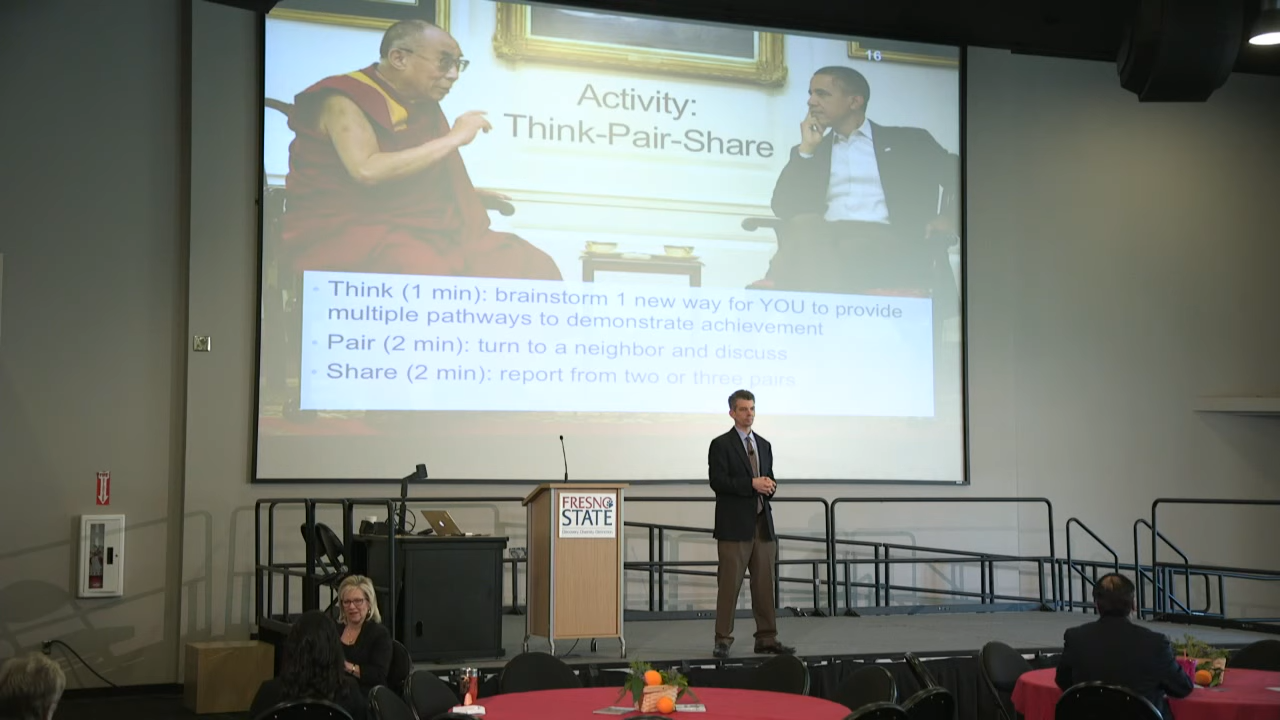 16
Activity:
Think-Pair-Share
• Think (1 min): brainstorm 1 new way for YOU to provide
multiple pathways to demonstrate achievement
• Pair (2 min): turn to a neighbor and discuss
• Share (2 min): report from two or three pairs
FRESNO
STATE